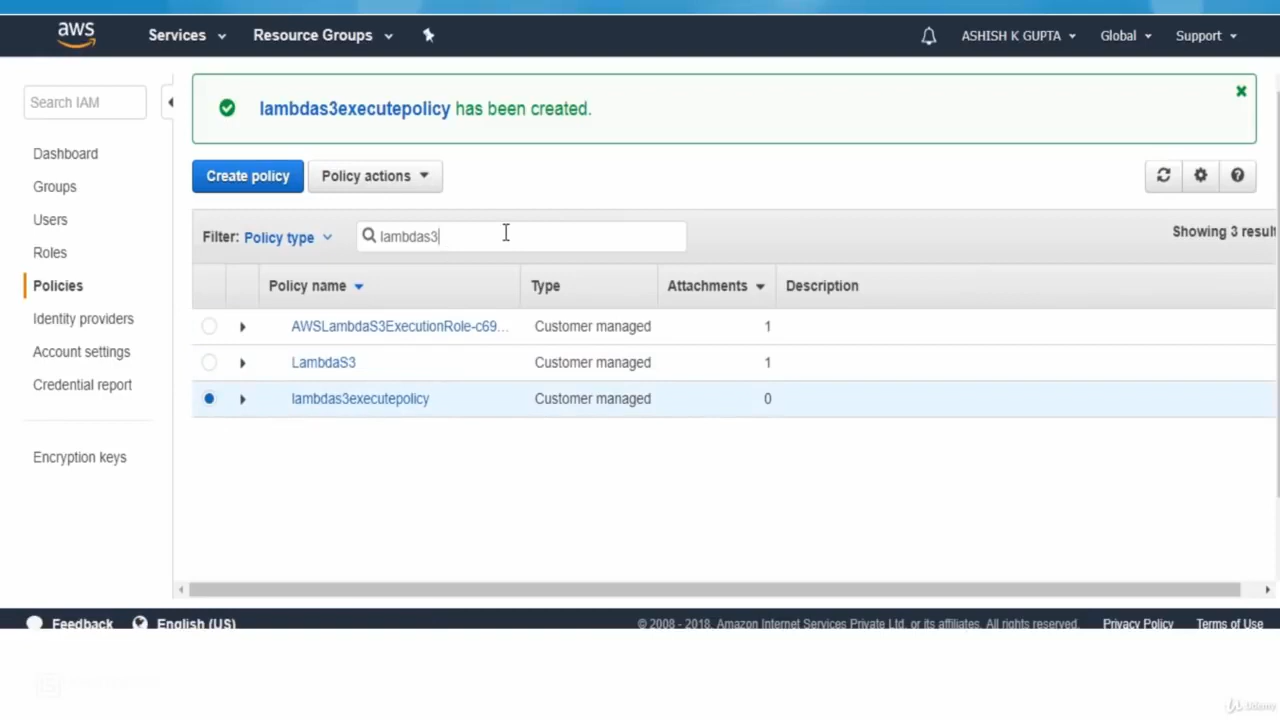 aws Services Resource Groups ASHISH K GUPTA Global Support
Search IAM
Dashboard
Groups
Users
Roles
Policies
Identity providers
Account settings
Credential report
Encryption keys
lambdas3executepolicy has been created.
Create policy Policy actions
Filter: Policy type lambdas3 Showing 3 result
Policy name Type Attachments Description
AWSLambdaS3ExecutionRole-c69... Customer managed 1
LambdaS3 Customer managed 1
lambdas3executepolicy Customer managed 0
Feedback English (US) © 2008 - 2018, Amazon Internet Services Private Ltd. or its affiliates. All rights reserved. Privacy Policy Terms of Use
Udemy